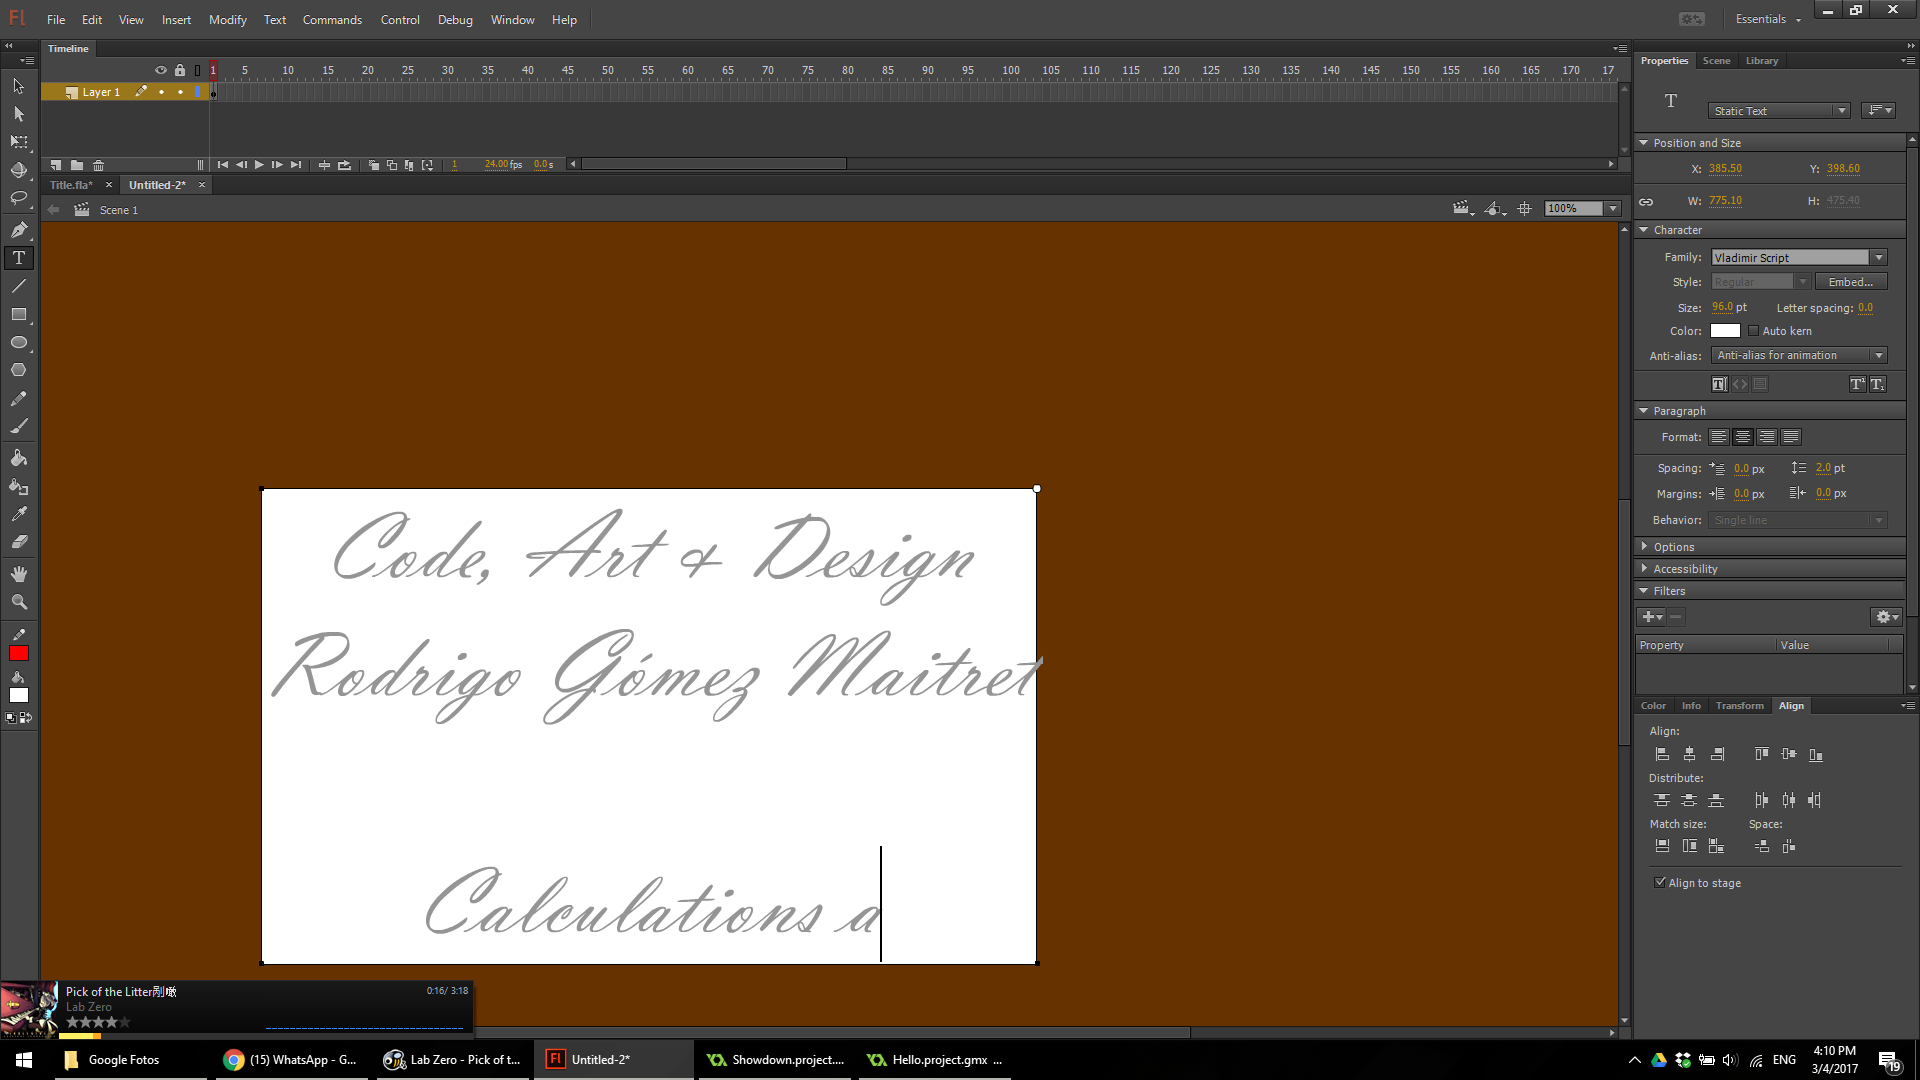 Fl File Edit View Insert Modify Text Commands Control Debug Window Help Essentials
Timeline
1 5 10 15 20 25 30 35 40 45 50 55 60 65 70 75 80 85 90 95 100 105 110 115 120 125 130 135 140 145 150 155 160 165 170 17
Layer 1
1 24.00 fps 0.0 s
Title.fla* Untitled-2*
Scene 1
100%
Code, Art & Design
Rodrigo Gómez Maitret
Calculations a
Properties Scene Library
T Static Text
Position and Size
X: 385.50 Y: 398.60
W: 775.10 H: 475.40
Character
Family: Vladimir Script
Style: Regular Embed...
Size: 96.0 pt Letter spacing: 0.0
Color: Auto kern
Anti-alias: Anti-alias for animation
Paragraph
Format:
Spacing: 0.0 px 2.0 pt
Margins: 0.0 px 0.0 px
Behavior: Single line
Options
Accessibility
Filters
Property Value
Color Info Transform Align
Align:
Distribute:
Match size: Space:
Align to stage
Pick of the Litter 0:16/ 3:18
Lab Zero
Google Fotos (15) WhatsApp - G... Lab Zero - Pick of t... Fl Untitled-2* Showdown.project.... Hello.project.gmx ...
ENG 4:10 PM
3/4/2017
19